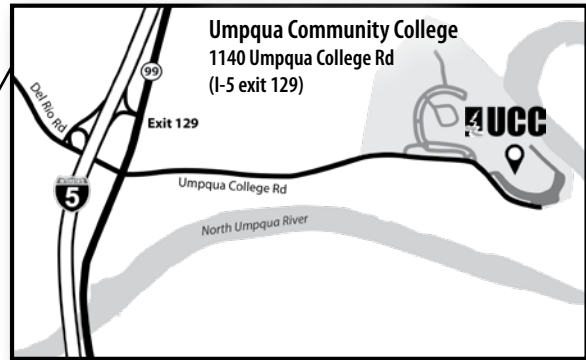 Umpqua Community College
1140 Umpqua College Rd
(I-5 exit 129)
99
Del Rio Rd
Exit 129
UCC
5
Umpqua College Rd
North Umpqua River